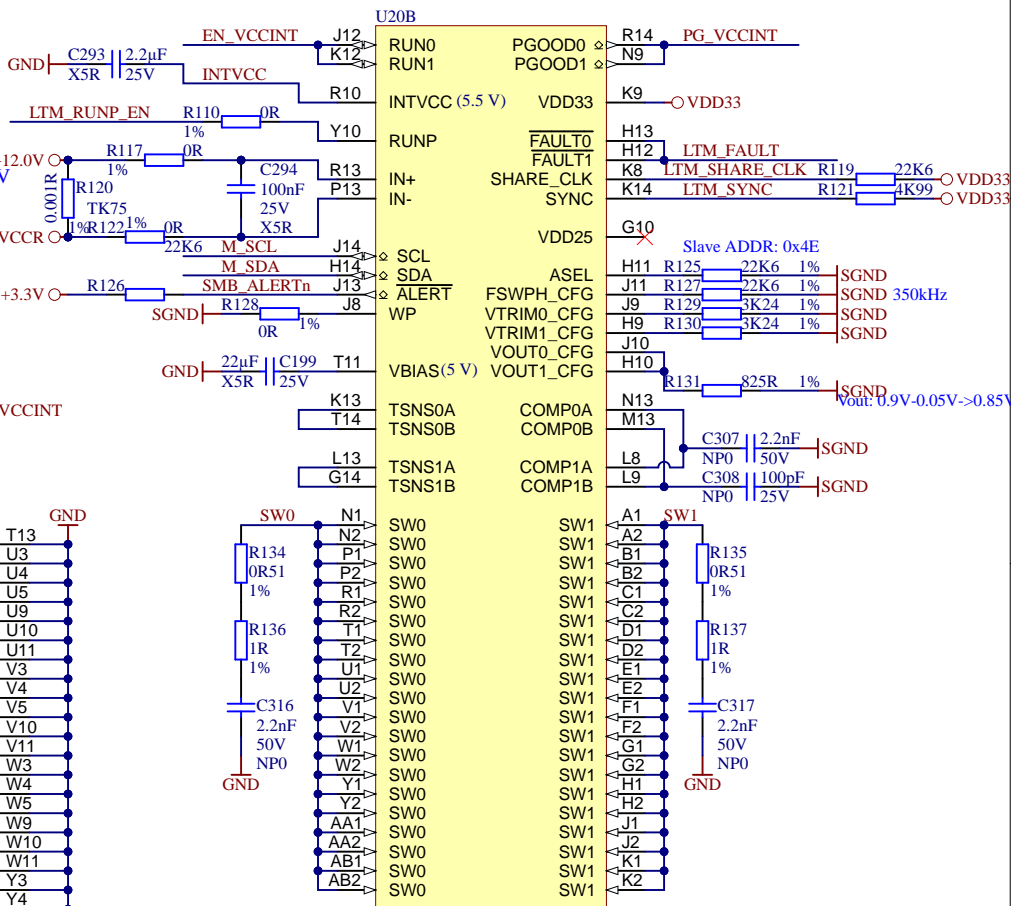 U20B
EN_VCCINT J12 RUN0 PGOOD0 R14 PG_VCCINT
K12 RUN1 PGOOD1 N9
GND C293 2.2µF
X5R 25V
INTVCC R10 INTVCC (5.5 V) VDD33 K9 VDD33
LTM_RUNP_EN R110 0R
1%
Y10 RUNP FAULT0 H13
FAULT1 H12 LTM_FAULT
-12.0V R117 0R
1%
V
R13 IN+ SHARE_CLK K8 LTM_SHARE_CLK R119 22K6 VDD33
P13 IN- SYNC K14 LTM_SYNC R121 4K99 VDD33
C294
100nF
25V
X5R
0.001R R120
TK75
1%
VCCR R122 1% 0R
VDD25 G10
22K6 M_SCL J14 SCL
Slave ADDR: 0x4E
M_SDA H14 SDA ASEL H11 R125 22K6 1% SGND
+3.3V R126 SMB_ALERTn J13 ALERT FSWPH_CFG J11 R127 22K6 1% SGND 350kHz
SGND R128 J8 WP VTRIM0_CFG J9 R129 3K24 1% SGND
0R 1%
VTRIM1_CFG H9 R130 3K24 1% SGND
VOUT0_CFG J10
GND 22µF C199 T11 VBIAS (5 V) VOUT1_CFG H10
X5R 25V
R131 825R 1% SGND
Vout: 0.9V-0.05V->0.85V
VCCINT
K13 TSNS0A COMP0A N13
T14 TSNS0B COMP0B M13
C307 2.2nF SGND
NP0 50V
L13 TSNS1A COMP1A L8
G14 TSNS1B COMP1B L9
C308 100pF SGND
NP0 25V
GND SW0 N1 SW0 SW1 A1 SW1
T13 N2 SW0 SW1 A2
U3 P1 SW0 SW1 B1
U4 P2 SW0 SW1 B2
U5 R1 SW0 SW1 C1
U9 R2 SW0 SW1 C2
U10 T1 SW0 SW1 D1
U11 T2 SW0 SW1 D2
V3 U1 SW0 SW1 E1
V4 U2 SW0 SW1 E2
V5 V1 SW0 SW1 F1
V10 V2 SW0 SW1 F2
V11 W1 SW0 SW1 G1
W3 W2 SW0 SW1 G2
W4 Y1 SW0 SW1 H1
W5 Y2 SW0 SW1 H2
W9 AA1 SW0 SW1 J1
W10 AA2 SW0 SW1 J2
W11 AB1 SW0 SW1 K1
Y3 AB2 SW0 SW1 K2
Y4
R134
0R51
1%
R136
1R
1%
C316
2.2nF
50V
NP0
GND
R135
0R51
1%
R137
1R
1%
C317
2.2nF
50V
NP0
GND